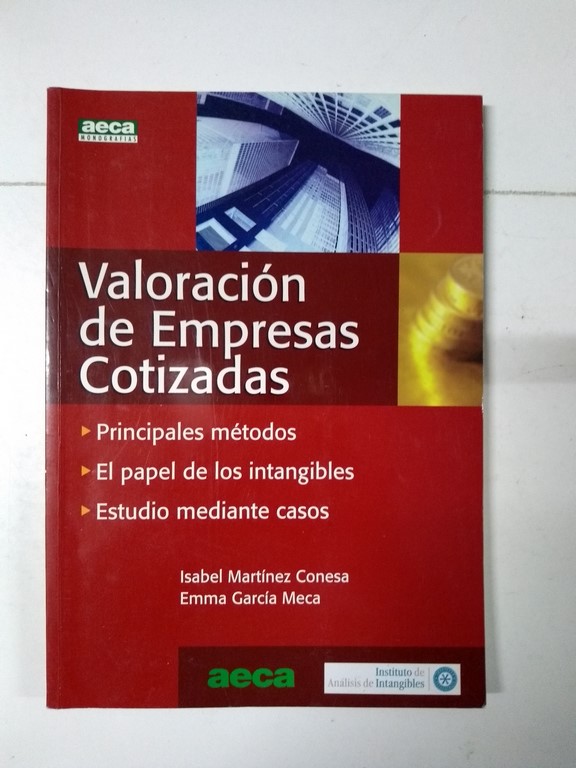 aeca
MONOGRAFÍAS
Valoración
de Empresas
Cotizadas
Principales métodos
El papel de los intangibles
Estudio mediante casos
Isabel Martínez Conesa
Emma García Meca
aeca
Instituto de
Análisis de Intangibles